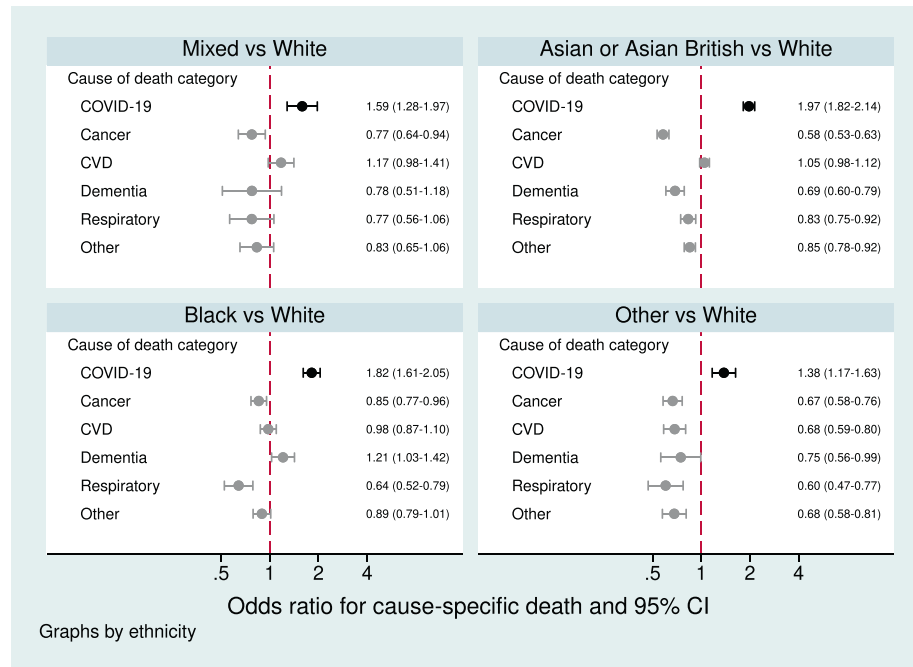 Mixed vs White
Cause of death category
COVID-19 1.59 (1.28-1.97)
Cancer 0.77 (0.64-0.94)
CVD 1.17 (0.98-1.41)
Dementia 0.78 (0.51-1.18)
Respiratory 0.77 (0.56-1.06)
Other 0.83 (0.65-1.06)
Asian or Asian British vs White
Cause of death category
COVID-19 1.97 (1.82-2.14)
Cancer 0.58 (0.53-0.63)
CVD 1.05 (0.98-1.12)
Dementia 0.69 (0.60-0.79)
Respiratory 0.83 (0.75-0.92)
Other 0.85 (0.78-0.92)
Black vs White
Cause of death category
COVID-19 1.82 (1.61-2.05)
Cancer 0.85 (0.77-0.96)
CVD 0.98 (0.87-1.10)
Dementia 1.21 (1.03-1.42)
Respiratory 0.64 (0.52-0.79)
Other 0.89 (0.79-1.01)
.5 1 2 4
Other vs White
Cause of death category
COVID-19 1.38 (1.17-1.63)
Cancer 0.67 (0.58-0.76)
CVD 0.68 (0.59-0.80)
Dementia 0.75 (0.56-0.99)
Respiratory 0.60 (0.47-0.77)
Other 0.68 (0.58-0.81)
.5 1 2 4
Odds ratio for cause-specific death and 95% CI
Graphs by ethnicity